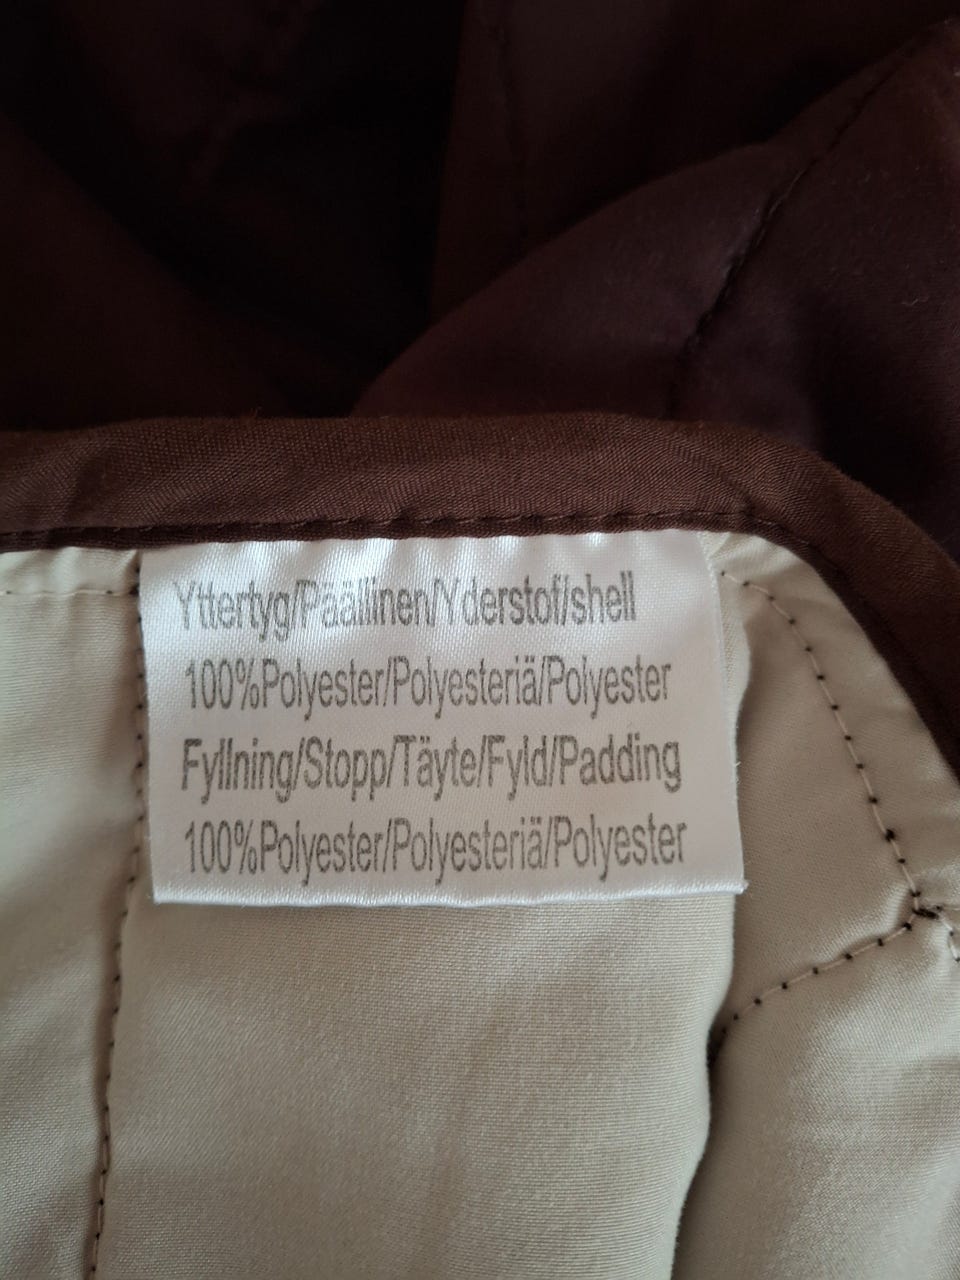 Yttertyg/Päällinen/Yderstof/shell
100%Polyester/Polyesteriä/Polyester
Fyllning/Stopp/Täyte/Fyld/Padding
100%Polyester/Polyesteriä/Polyester